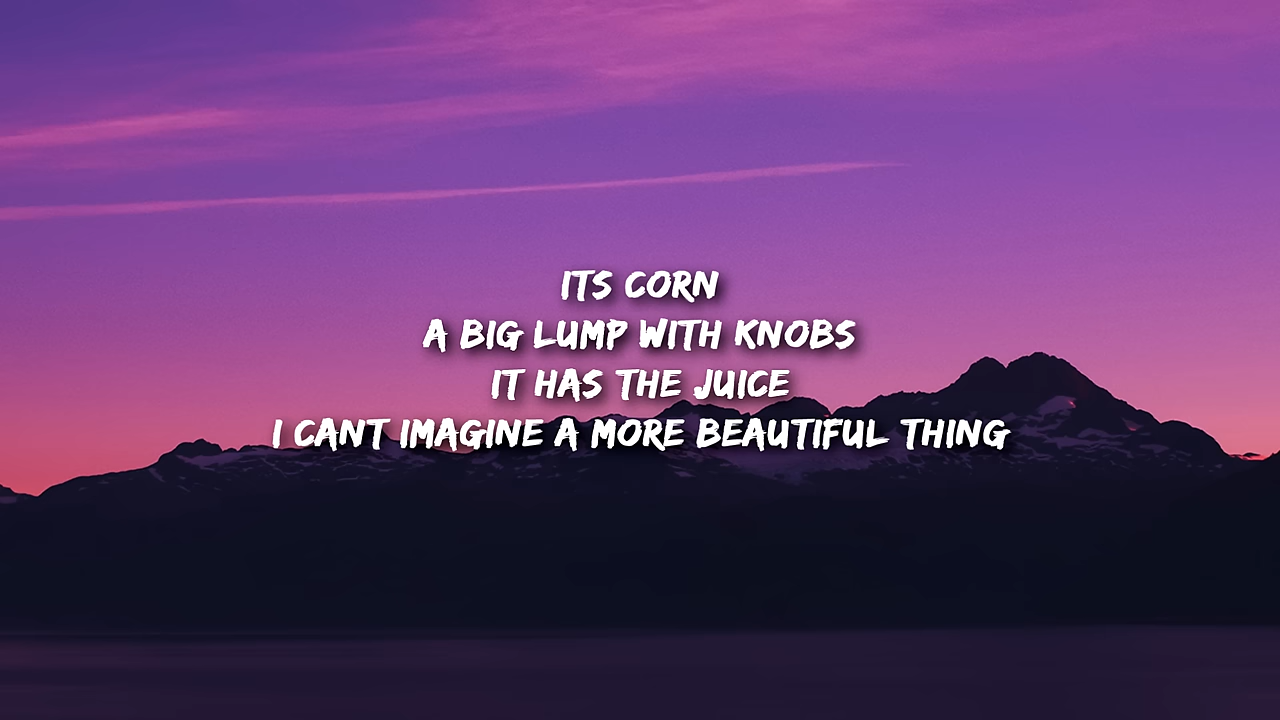 ITS CORN
A BIG LUMP WITH KNOBS
IT HAS THE JUICE
I CANT IMAGINE A MORE BEAUTIFUL THING